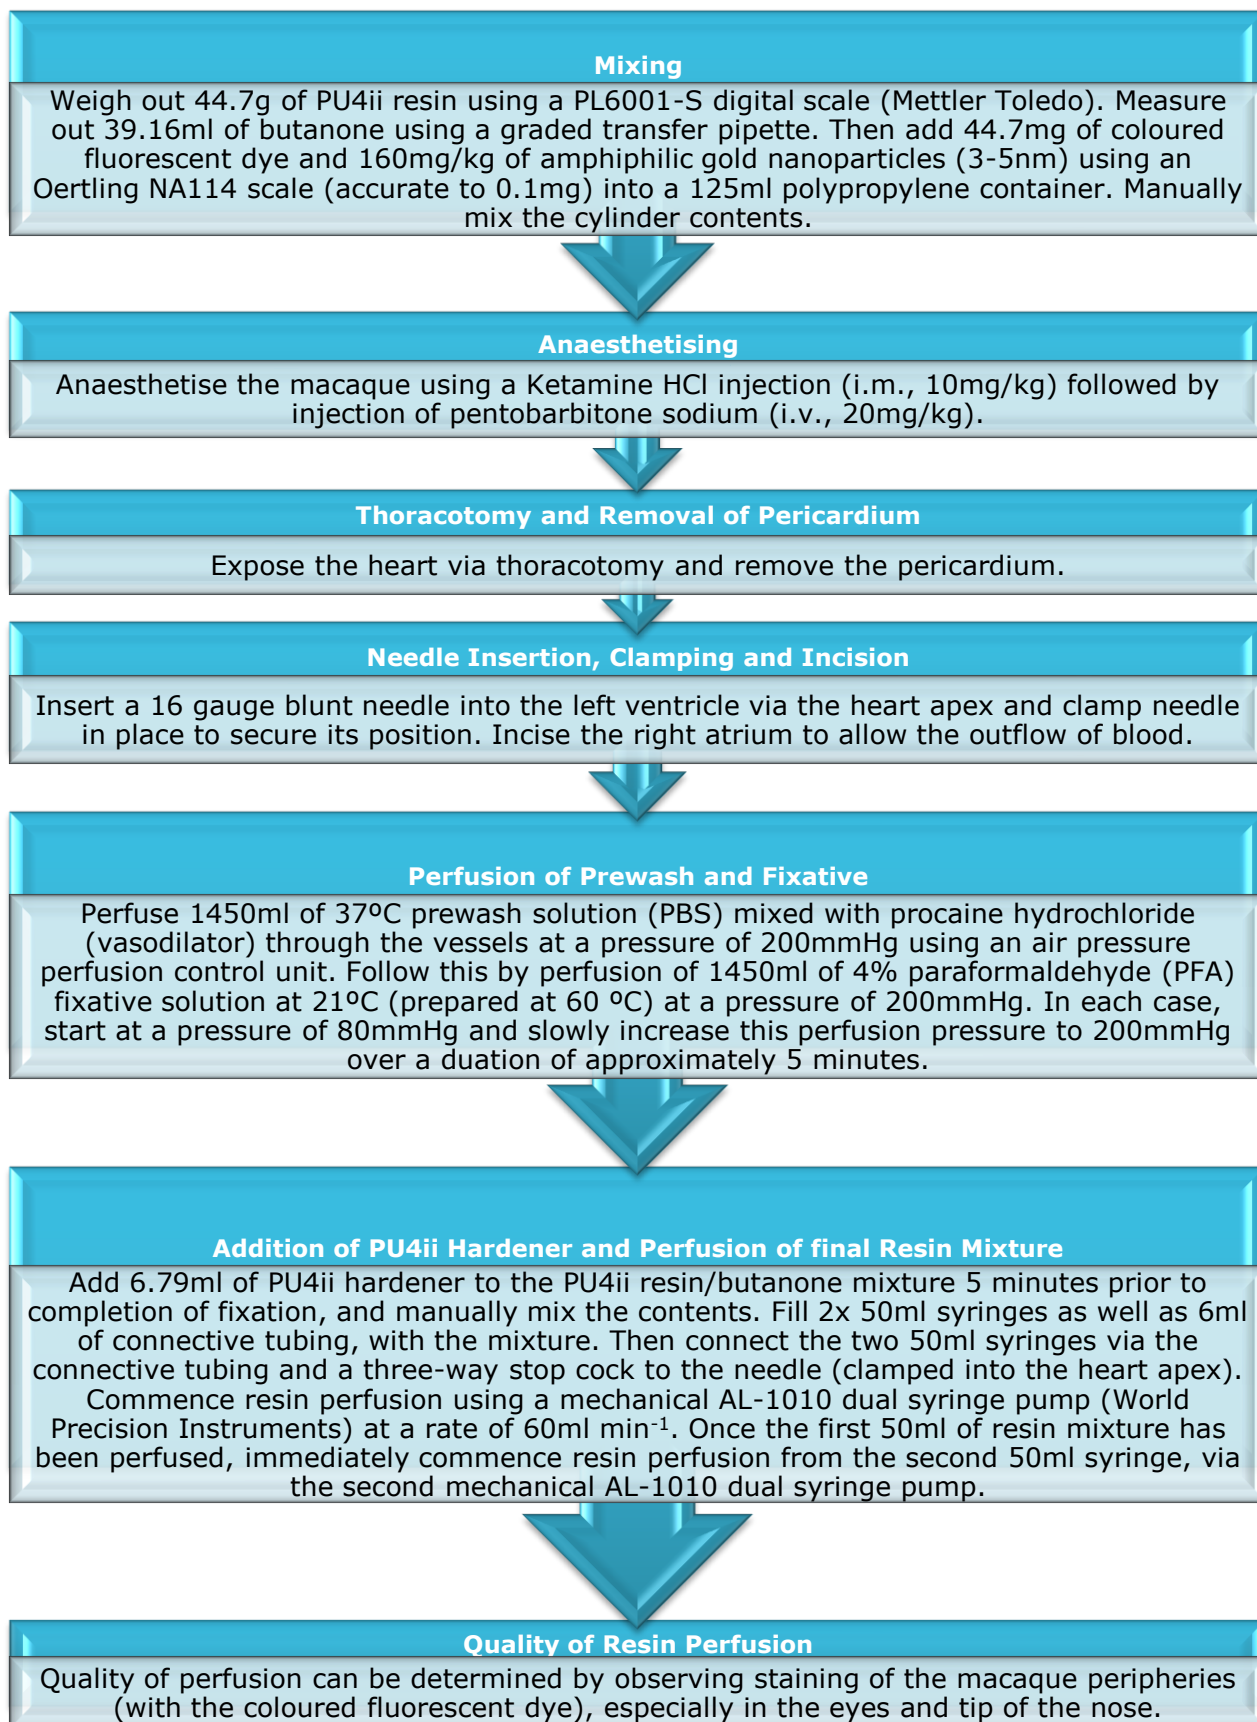 Mixing
Weigh out 44.7g of PU4ii resin using a PL6001-S digital scale (Mettler Toledo). Measure
out 39.16ml of butanone using a graded transfer pipette. Then add 44.7mg of coloured
fluorescent dye and 160mg/kg of amphiphilic gold nanoparticles (3-5nm) using an
Oertling NA114 scale (accurate to 0.1mg) into a 125ml polypropylene container. Manually
mix the cylinder contents.
Anaesthetising
Anaesthetise the macaque using a Ketamine HCl injection (i.m., 10mg/kg) followed by
injection of pentobarbitone sodium (i.v., 20mg/kg).
Thoracotomy and Removal of Pericardium
Expose the heart via thoracotomy and remove the pericardium.
Needle Insertion, Clamping and Incision
Insert a 16 gauge blunt needle into the left ventricle via the heart apex and clamp needle
in place to secure its position. Incise the right atrium to allow the outflow of blood.
Perfusion of Prewash and Fixative
Perfuse 1450ml of 37ºC prewash solution (PBS) mixed with procaine hydrochloride
(vasodilator) through the vessels at a pressure of 200mmHg using an air pressure
perfusion control unit. Follow this by perfusion of 1450ml of 4% paraformaldehyde (PFA)
fixative solution at 21ºC (prepared at 60 ºC) at a pressure of 200mmHg. In each case,
start at a pressure of 80mmHg and slowly increase this perfusion pressure to 200mmHg
over a duation of approximately 5 minutes.
Addition of PU4ii Hardener and Perfusion of final Resin Mixture
Add 6.79ml of PU4ii hardener to the PU4ii resin/butanone mixture 5 minutes prior to
completion of fixation, and manually mix the contents. Fill 2x 50ml syringes as well as 6ml
of connective tubing, with the mixture. Then connect the two 50ml syringes via the
connective tubing and a three-way stop cock to the needle (clamped into the heart apex).
Commence resin perfusion using a mechanical AL-1010 dual syringe pump (World
Precision Instruments) at a rate of 60ml min⁻¹. Once the first 50ml of resin mixture has
been perfused, immediately commence resin perfusion from the second 50ml syringe, via
the second mechanical AL-1010 dual syringe pump.
Quality of Resin Perfusion
Quality of perfusion can be determined by observing staining of the macaque peripheries
(with the coloured fluorescent dye), especially in the eyes and tip of the nose.